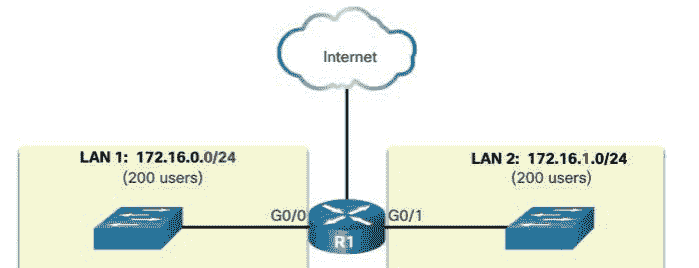 Internet
LAN 1: 172.16.0.0/24
(200 users)
LAN 2: 172.16.1.0/24
(200 users)
G0/0
G0/1
R1